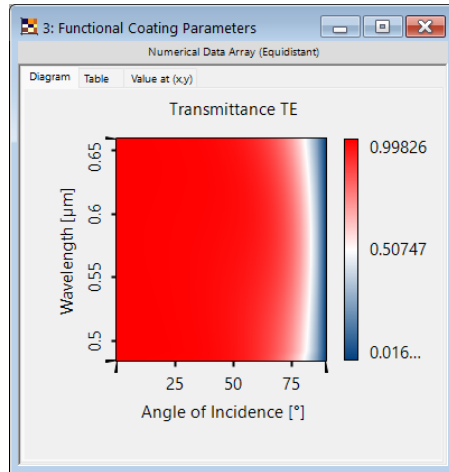 3: Functional Coating Parameters
Numerical Data Array (Equidistant)
Diagram Table Value at (x,y)
Transmittance TE
0.65
0.6
0.55
0.5
Wavelength [µm]
0.99826
0.50747
0.016...
25 50 75
Angle of Incidence [°]